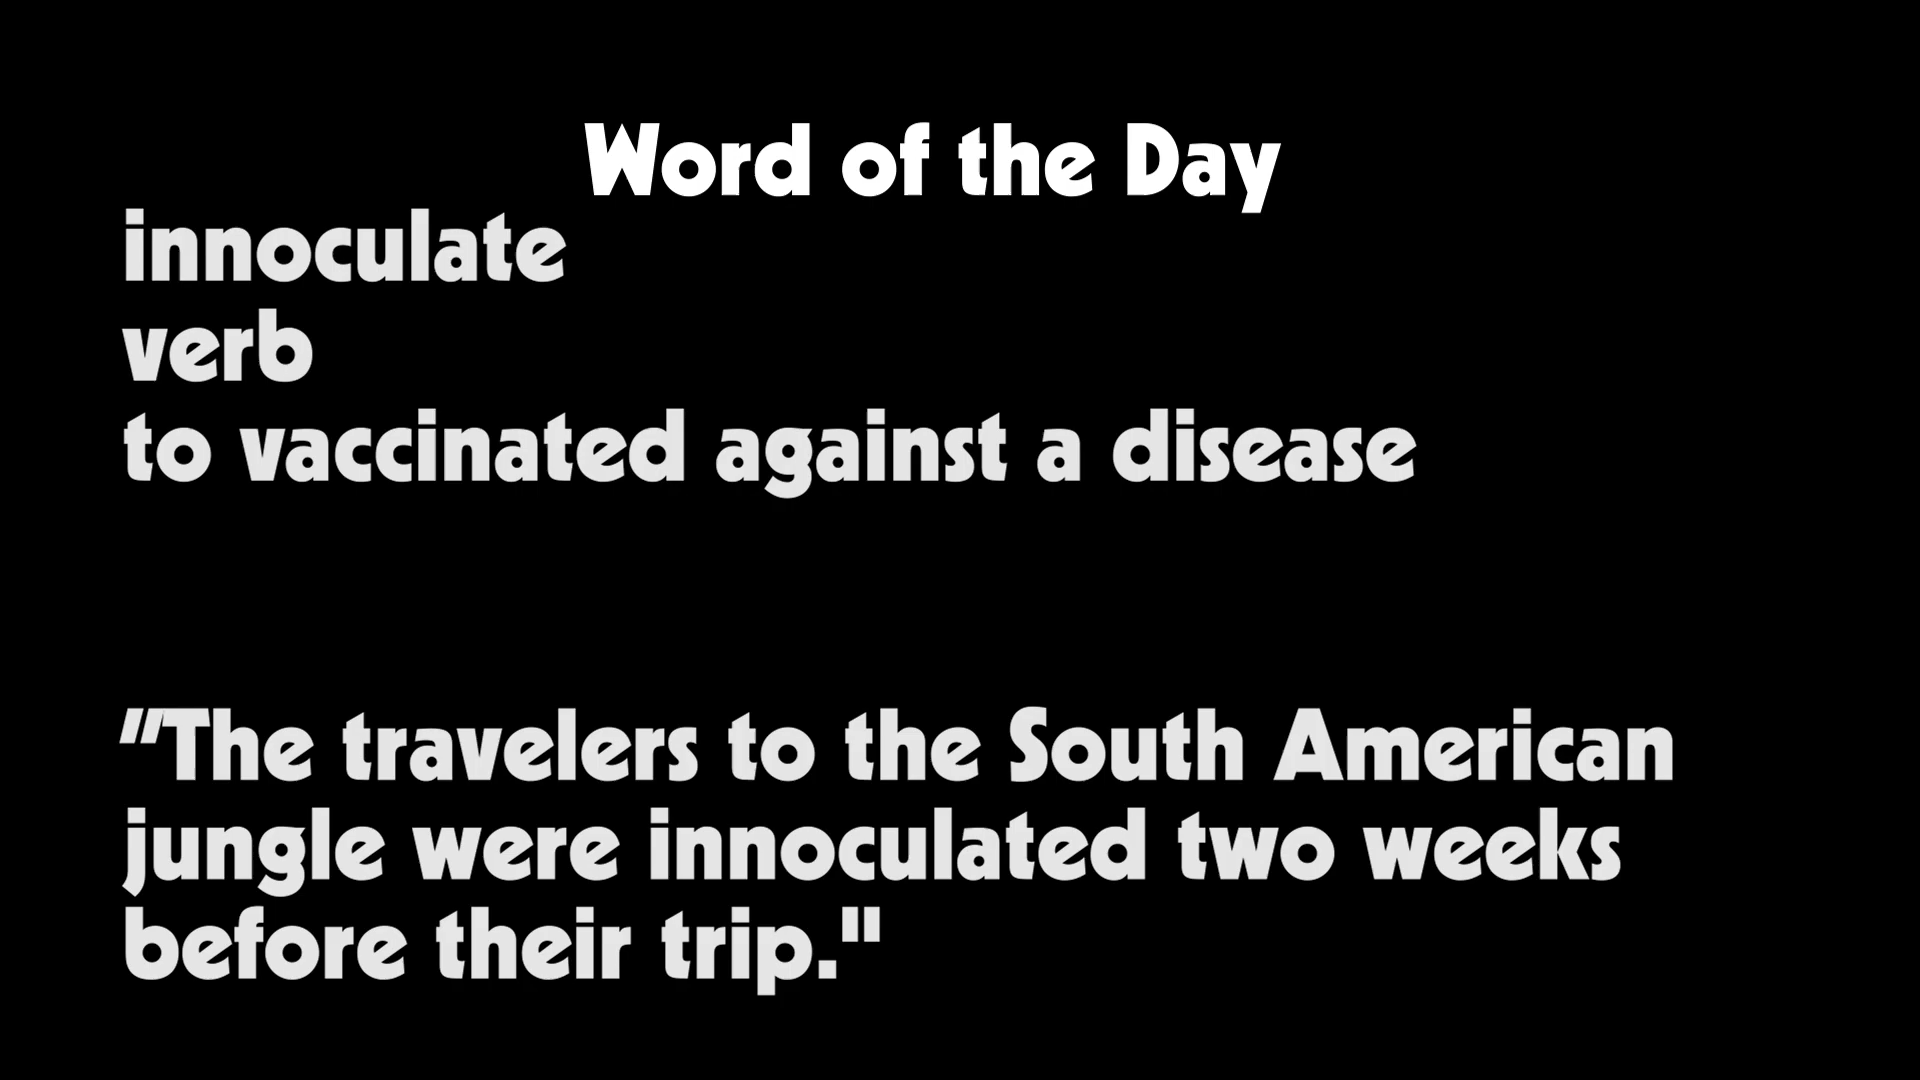 Word of the Day
innoculate
verb
to vaccinated against a disease
"The travelers to the South American
jungle were innoculated two weeks
before their trip."